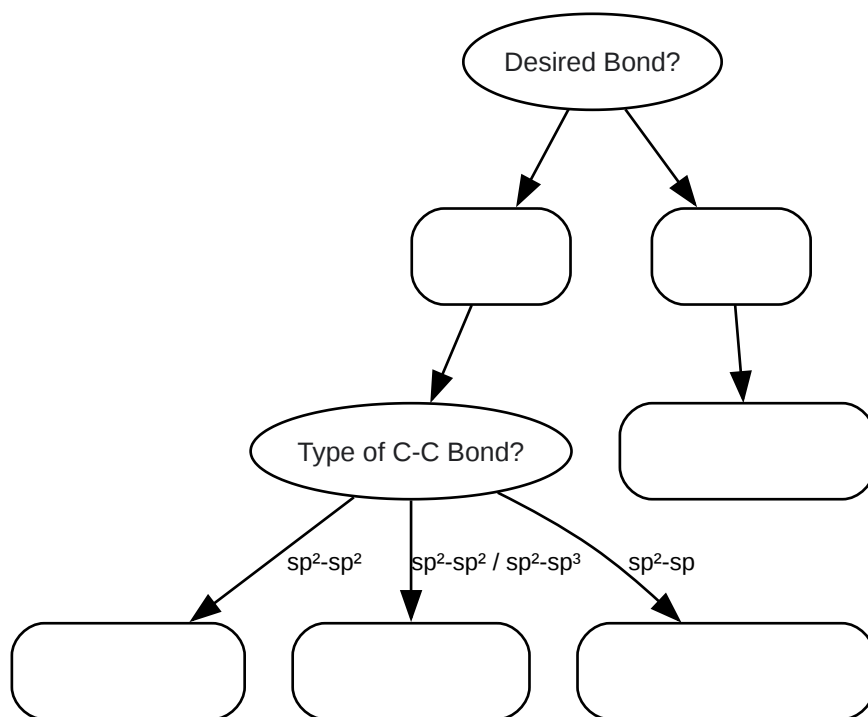 Desired Bond?
Type of C-C Bond?
sp²-sp²
sp²-sp² / sp²-sp³
sp²-sp